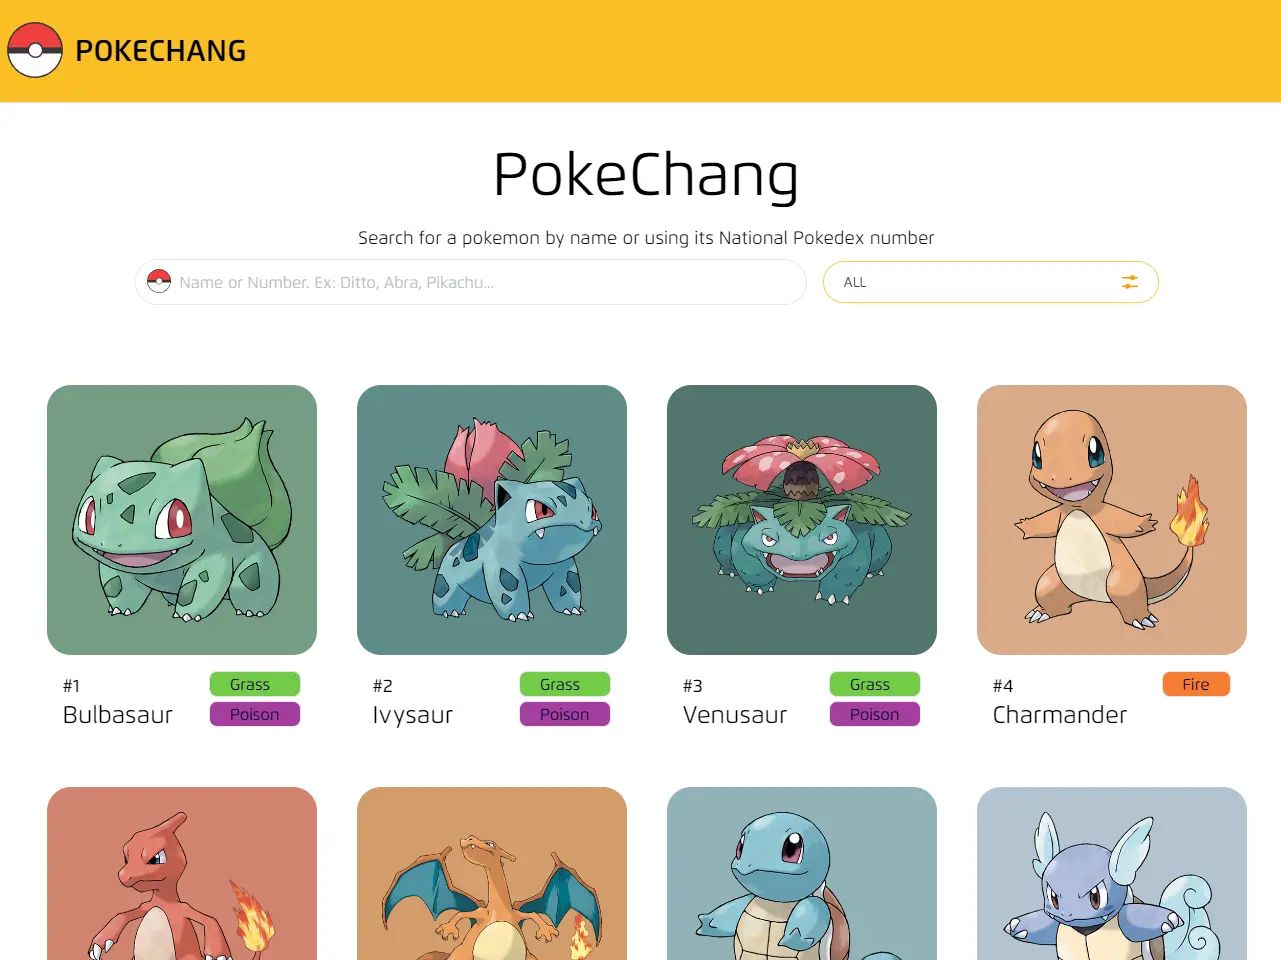 POKECHANG
PokeChang
Search for a pokemon by name or using its National Pokedex number
Name or Number. Ex: Ditto, Abra, Pikachu...
ALL
#1
Bulbasaur
Grass
Poison
#2
Ivysaur
Grass
Poison
#3
Venusaur
Grass
Poison
#4
Charmander
Fire